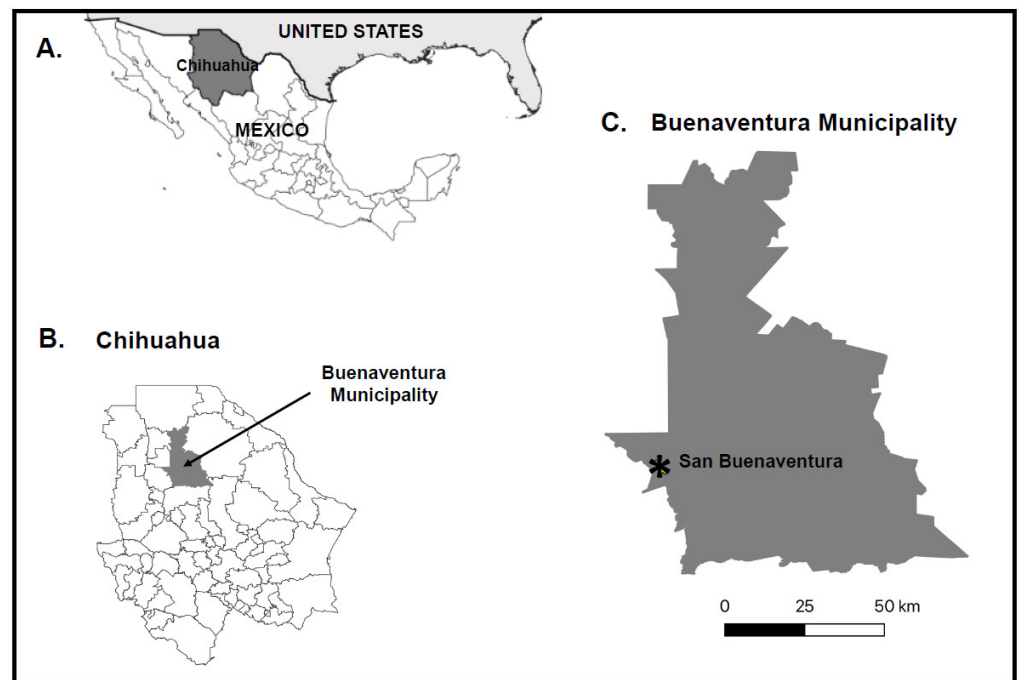 A.
UNITED STATES
Chihuahua
MEXICO
B. Chihuahua
Buenaventura
Municipality
C. Buenaventura Municipality
* San Buenaventura
0 25 50 km